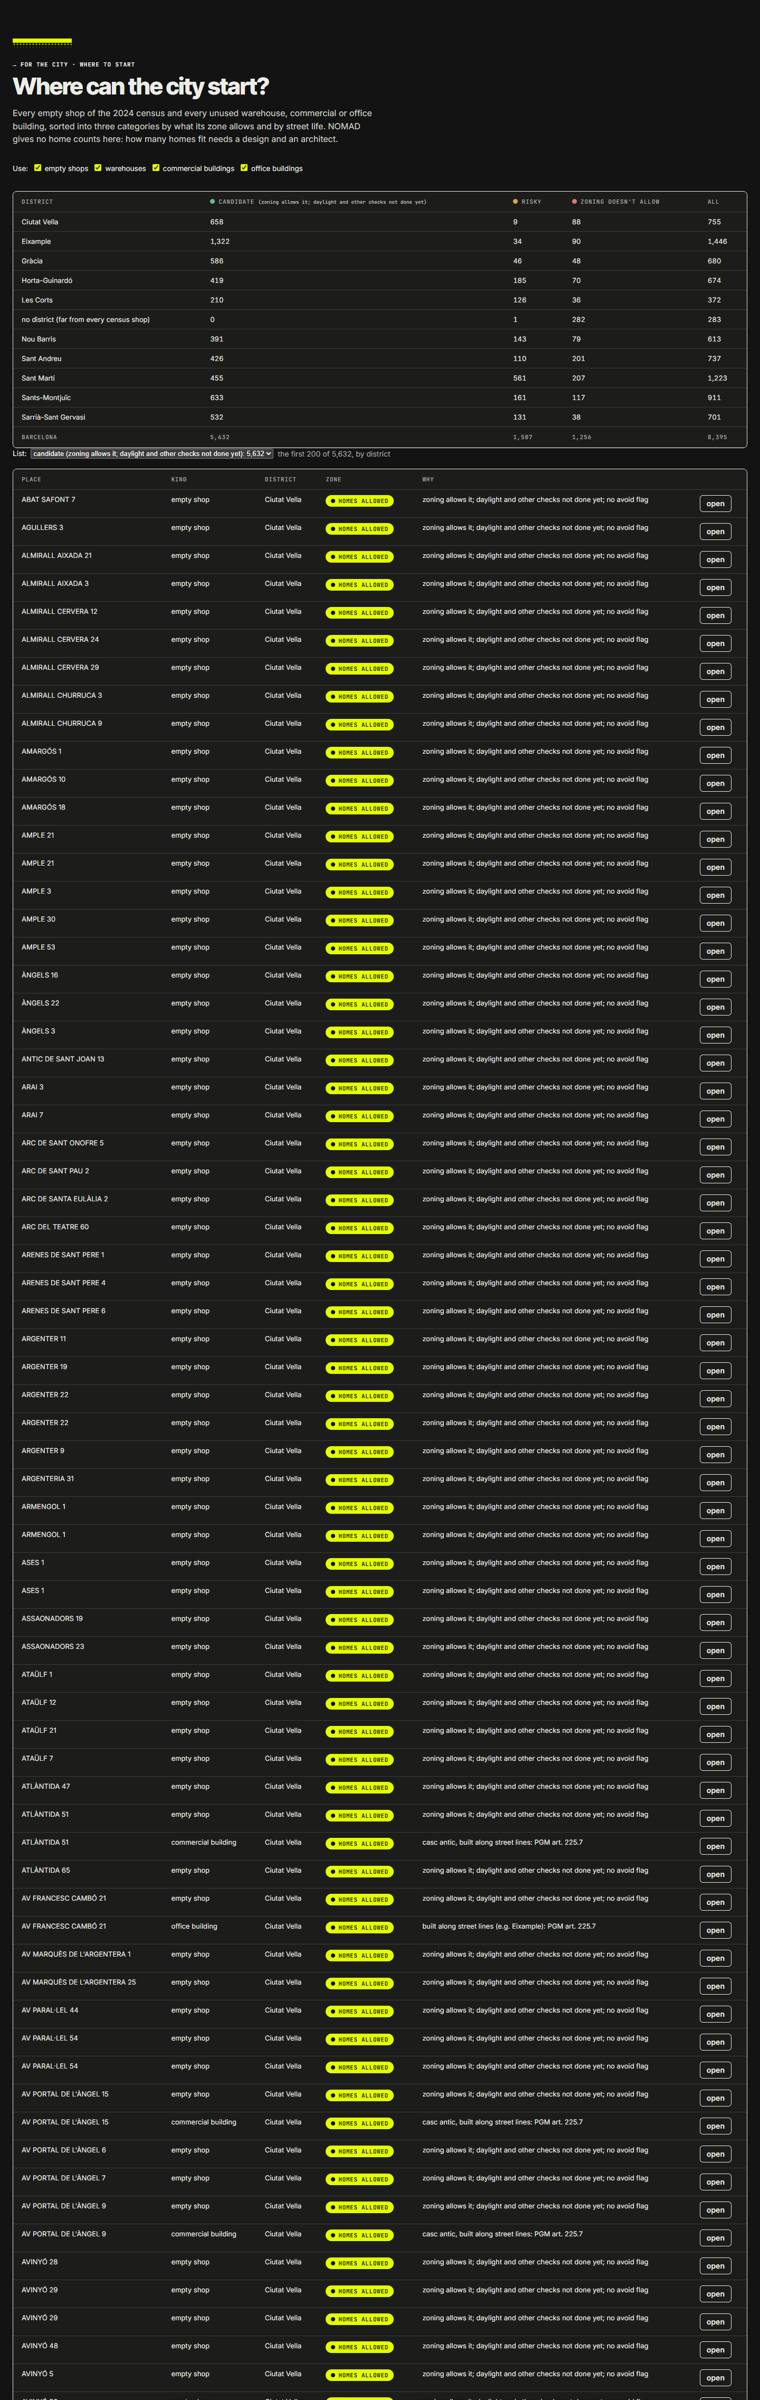 → FOR THE CITY · WHERE TO START
Where can the city start?
Every empty shop of the 2024 census and every unused warehouse, commercial or office
building, sorted into three categories by what its zone allows and by street life. NOMAD
gives no home counts here: how many homes fit needs a design and an architect.
Use: empty shops warehouses commercial buildings office buildings
DISTRICT CANDIDATE (zoning allows it; daylight and other checks not done yet) RISKY ZONING DOESN'T ALLOW ALL
Ciutat Vella 658 9 88 755
Eixample 1,322 34 90 1,446
Gràcia 586 46 48 680
Horta-Guinardó 419 185 70 674
Les Corts 210 126 36 372
no district (far from every census shop) 0 1 282 283
Nou Barris 391 143 79 613
Sant Andreu 426 110 201 737
Sant Martí 455 561 207 1,223
Sants-Montjuïc 633 161 117 911
Sarrià-Sant Gervasi 532 131 38 701
BARCELONA 5,632 1,507 1,256 8,395
List: candidate (zoning allows it; daylight and other checks not done yet): 5,632 the first 200 of 5,632, by district
PLACE KIND DISTRICT ZONE WHY
ABAT SAFONT 7 empty shop Ciutat Vella HOMES ALLOWED zoning allows it; daylight and other checks not done yet; no avoid flag open
AGULLERS 3 empty shop Ciutat Vella HOMES ALLOWED zoning allows it; daylight and other checks not done yet; no avoid flag open
ALMIRALL AIXADA 21 empty shop Ciutat Vella HOMES ALLOWED zoning allows it; daylight and other checks not done yet; no avoid flag open
ALMIRALL AIXADA 3 empty shop Ciutat Vella HOMES ALLOWED zoning allows it; daylight and other checks not done yet; no avoid flag open
ALMIRALL CERVERA 12 empty shop Ciutat Vella HOMES ALLOWED zoning allows it; daylight and other checks not done yet; no avoid flag open
ALMIRALL CERVERA 24 empty shop Ciutat Vella HOMES ALLOWED zoning allows it; daylight and other checks not done yet; no avoid flag open
ALMIRALL CERVERA 29 empty shop Ciutat Vella HOMES ALLOWED zoning allows it; daylight and other checks not done yet; no avoid flag open
ALMIRALL CHURRUCA 3 empty shop Ciutat Vella HOMES ALLOWED zoning allows it; daylight and other checks not done yet; no avoid flag open
ALMIRALL CHURRUCA 9 empty shop Ciutat Vella HOMES ALLOWED zoning allows it; daylight and other checks not done yet; no avoid flag open
AMARGÓS 1 empty shop Ciutat Vella HOMES ALLOWED zoning allows it; daylight and other checks not done yet; no avoid flag open
AMARGÓS 10 empty shop Ciutat Vella HOMES ALLOWED zoning allows it; daylight and other checks not done yet; no avoid flag open
AMARGÓS 18 empty shop Ciutat Vella HOMES ALLOWED zoning allows it; daylight and other checks not done yet; no avoid flag open
AMPLE 21 empty shop Ciutat Vella HOMES ALLOWED zoning allows it; daylight and other checks not done yet; no avoid flag open
AMPLE 21 empty shop Ciutat Vella HOMES ALLOWED zoning allows it; daylight and other checks not done yet; no avoid flag open
AMPLE 3 empty shop Ciutat Vella HOMES ALLOWED zoning allows it; daylight and other checks not done yet; no avoid flag open
AMPLE 30 empty shop Ciutat Vella HOMES ALLOWED zoning allows it; daylight and other checks not done yet; no avoid flag open
AMPLE 53 empty shop Ciutat Vella HOMES ALLOWED zoning allows it; daylight and other checks not done yet; no avoid flag open
ÀNGELS 16 empty shop Ciutat Vella HOMES ALLOWED zoning allows it; daylight and other checks not done yet; no avoid flag open
ÀNGELS 22 empty shop Ciutat Vella HOMES ALLOWED zoning allows it; daylight and other checks not done yet; no avoid flag open
ÀNGELS 3 empty shop Ciutat Vella HOMES ALLOWED zoning allows it; daylight and other checks not done yet; no avoid flag open
ANTIC DE SANT JOAN 13 empty shop Ciutat Vella HOMES ALLOWED zoning allows it; daylight and other checks not done yet; no avoid flag open
ARAI 3 empty shop Ciutat Vella HOMES ALLOWED zoning allows it; daylight and other checks not done yet; no avoid flag open
ARAI 7 empty shop Ciutat Vella HOMES ALLOWED zoning allows it; daylight and other checks not done yet; no avoid flag open
ARC DE SANT ONOFRE 5 empty shop Ciutat Vella HOMES ALLOWED zoning allows it; daylight and other checks not done yet; no avoid flag open
ARC DE SANT PAU 2 empty shop Ciutat Vella HOMES ALLOWED zoning allows it; daylight and other checks not done yet; no avoid flag open
ARC DE SANTA EULÀLIA 2 empty shop Ciutat Vella HOMES ALLOWED zoning allows it; daylight and other checks not done yet; no avoid flag open
ARC DEL TEATRE 60 empty shop Ciutat Vella HOMES ALLOWED zoning allows it; daylight and other checks not done yet; no avoid flag open
ARENES DE SANT PERE 1 empty shop Ciutat Vella HOMES ALLOWED zoning allows it; daylight and other checks not done yet; no avoid flag open
ARENES DE SANT PERE 4 empty shop Ciutat Vella HOMES ALLOWED zoning allows it; daylight and other checks not done yet; no avoid flag open
ARENES DE SANT PERE 6 empty shop Ciutat Vella HOMES ALLOWED zoning allows it; daylight and other checks not done yet; no avoid flag open
ARGENTER 11 empty shop Ciutat Vella HOMES ALLOWED zoning allows it; daylight and other checks not done yet; no avoid flag open
ARGENTER 19 empty shop Ciutat Vella HOMES ALLOWED zoning allows it; daylight and other checks not done yet; no avoid flag open
ARGENTER 22 empty shop Ciutat Vella HOMES ALLOWED zoning allows it; daylight and other checks not done yet; no avoid flag open
ARGENTER 22 empty shop Ciutat Vella HOMES ALLOWED zoning allows it; daylight and other checks not done yet; no avoid flag open
ARGENTER 9 empty shop Ciutat Vella HOMES ALLOWED zoning allows it; daylight and other checks not done yet; no avoid flag open
ARGENTERIA 31 empty shop Ciutat Vella HOMES ALLOWED zoning allows it; daylight and other checks not done yet; no avoid flag open
ARMENGOL 1 empty shop Ciutat Vella HOMES ALLOWED zoning allows it; daylight and other checks not done yet; no avoid flag open
ARMENGOL 1 empty shop Ciutat Vella HOMES ALLOWED zoning allows it; daylight and other checks not done yet; no avoid flag open
ASES 1 empty shop Ciutat Vella HOMES ALLOWED zoning allows it; daylight and other checks not done yet; no avoid flag open
ASES 1 empty shop Ciutat Vella HOMES ALLOWED zoning allows it; daylight and other checks not done yet; no avoid flag open
ASSAONADORS 19 empty shop Ciutat Vella HOMES ALLOWED zoning allows it; daylight and other checks not done yet; no avoid flag open
ASSAONADORS 23 empty shop Ciutat Vella HOMES ALLOWED zoning allows it; daylight and other checks not done yet; no avoid flag open
ATAÜLF 1 empty shop Ciutat Vella HOMES ALLOWED zoning allows it; daylight and other checks not done yet; no avoid flag open
ATAÜLF 12 empty shop Ciutat Vella HOMES ALLOWED zoning allows it; daylight and other checks not done yet; no avoid flag open
ATAÜLF 21 empty shop Ciutat Vella HOMES ALLOWED zoning allows it; daylight and other checks not done yet; no avoid flag open
ATAÜLF 7 empty shop Ciutat Vella HOMES ALLOWED zoning allows it; daylight and other checks not done yet; no avoid flag open
ATLÀNTIDA 47 empty shop Ciutat Vella HOMES ALLOWED zoning allows it; daylight and other checks not done yet; no avoid flag open
ATLÀNTIDA 51 empty shop Ciutat Vella HOMES ALLOWED zoning allows it; daylight and other checks not done yet; no avoid flag open
ATLÀNTIDA 51 commercial building Ciutat Vella HOMES ALLOWED casc antic, built along street lines: PGM art. 225.7 open
ATLÀNTIDA 65 empty shop Ciutat Vella HOMES ALLOWED zoning allows it; daylight and other checks not done yet; no avoid flag open
AV FRANCESC CAMBÓ 21 empty shop Ciutat Vella HOMES ALLOWED zoning allows it; daylight and other checks not done yet; no avoid flag open
AV FRANCESC CAMBÓ 21 office building Ciutat Vella HOMES ALLOWED built along street lines (e.g. Eixample): PGM art. 225.7 open
AV MARQUÈS DE L'ARGENTERA 1 empty shop Ciutat Vella HOMES ALLOWED zoning allows it; daylight and other checks not done yet; no avoid flag open
AV MARQUÈS DE L'ARGENTERA 25 empty shop Ciutat Vella HOMES ALLOWED zoning allows it; daylight and other checks not done yet; no avoid flag open
AV PARAL·LEL 44 empty shop Ciutat Vella HOMES ALLOWED zoning allows it; daylight and other checks not done yet; no avoid flag open
AV PARAL·LEL 54 empty shop Ciutat Vella HOMES ALLOWED zoning allows it; daylight and other checks not done yet; no avoid flag open
AV PARAL·LEL 54 empty shop Ciutat Vella HOMES ALLOWED zoning allows it; daylight and other checks not done yet; no avoid flag open
AV PORTAL DE L'ÀNGEL 15 empty shop Ciutat Vella HOMES ALLOWED zoning allows it; daylight and other checks not done yet; no avoid flag open
AV PORTAL DE L'ÀNGEL 15 commercial building Ciutat Vella HOMES ALLOWED casc antic, built along street lines: PGM art. 225.7 open
AV PORTAL DE L'ÀNGEL 6 empty shop Ciutat Vella HOMES ALLOWED zoning allows it; daylight and other checks not done yet; no avoid flag open
AV PORTAL DE L'ÀNGEL 7 empty shop Ciutat Vella HOMES ALLOWED zoning allows it; daylight and other checks not done yet; no avoid flag open
AV PORTAL DE L'ÀNGEL 9 empty shop Ciutat Vella HOMES ALLOWED zoning allows it; daylight and other checks not done yet; no avoid flag open
AV PORTAL DE L'ÀNGEL 9 commercial building Ciutat Vella HOMES ALLOWED casc antic, built along street lines: PGM art. 225.7 open
AVINYÓ 28 empty shop Ciutat Vella HOMES ALLOWED zoning allows it; daylight and other checks not done yet; no avoid flag open
AVINYÓ 29 empty shop Ciutat Vella HOMES ALLOWED zoning allows it; daylight and other checks not done yet; no avoid flag open
AVINYÓ 29 empty shop Ciutat Vella HOMES ALLOWED zoning allows it; daylight and other checks not done yet; no avoid flag open
AVINYÓ 48 empty shop Ciutat Vella HOMES ALLOWED zoning allows it; daylight and other checks not done yet; no avoid flag open
AVINYÓ 5 empty shop Ciutat Vella HOMES ALLOWED zoning allows it; daylight and other checks not done yet; no avoid flag open